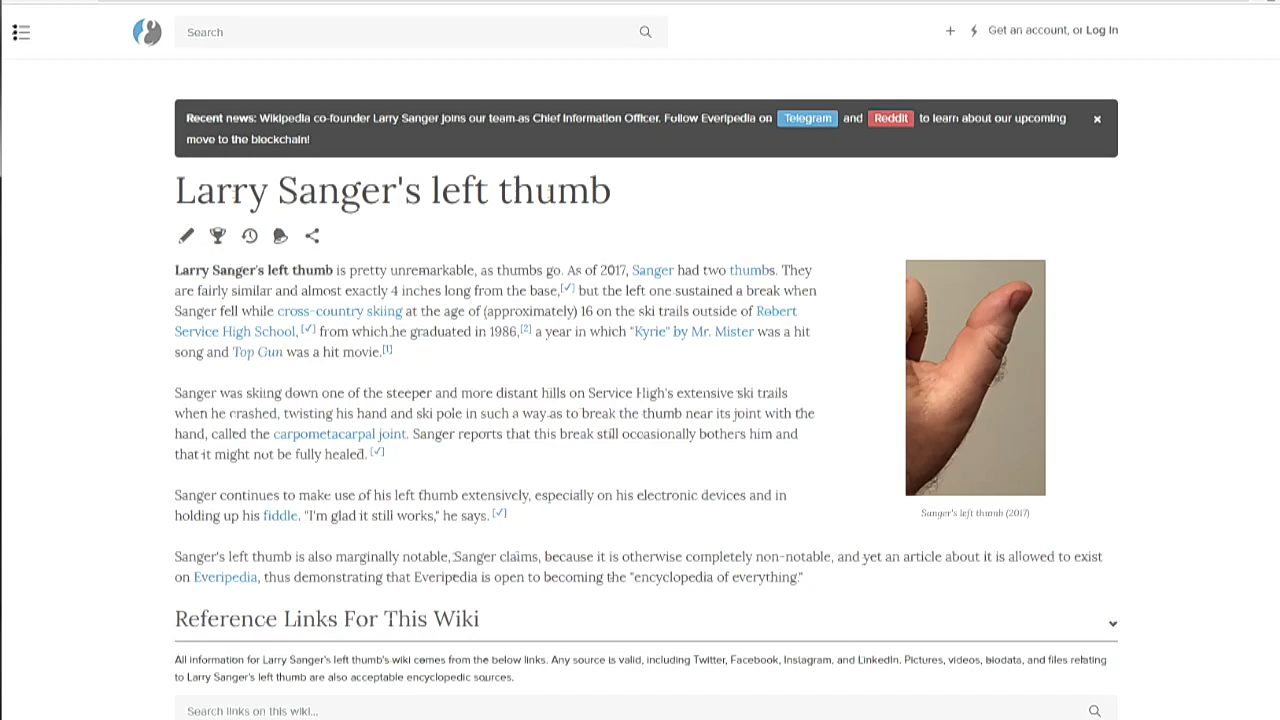 Search
Get an account, or Log In
Recent news: Wikipedia co-founder Larry Sanger joins our team as Chief Information Officer. Follow Everipedia on Telegram and Reddit to learn about our upcoming
move to the blockchain!
Larry Sanger's left thumb
Larry Sanger's left thumb is pretty unremarkable, as thumbs go. As of 2017, Sanger had two thumbs. They
are fairly similar and almost exactly 4 inches long from the base,[✓] but the left one sustained a break when
Sanger fell while cross-country skiing at the age of (approximately) 16 on the ski trails outside of Robert
Service High School,[✓] from which he graduated in 1986,[2] a year in which "Kyrie" by Mr. Mister was a hit
song and Top Gun was a hit movie.[1]
Sanger was skiing down one of the steeper and more distant hills on Service High's extensive ski trails
when he crashed, twisting his hand and ski pole in such a way as to break the thumb near its joint with the
hand, called the carpometacarpal joint. Sanger reports that this break still occasionally bothers him and
that it might not be fully healed.[✓]
Sanger continues to make use of his left thumb extensively, especially on his electronic devices and in
holding up his fiddle. "I'm glad it still works," he says.[✓]
Sanger's left thumb (2017)
Sanger's left thumb is also marginally notable, Sanger claims, because it is otherwise completely non-notable, and yet an article about it is allowed to exist
on Everipedia, thus demonstrating that Everipedia is open to becoming the "encyclopedia of everything."
Reference Links For This Wiki
All information for Larry Sanger's left thumb's wiki comes from the below links. Any source is valid, including Twitter, Facebook, Instagram, and LinkedIn. Pictures, videos, biodata, and files relating
to Larry Sanger's left thumb are also acceptable encyclopedic sources.
Search links on this wiki...